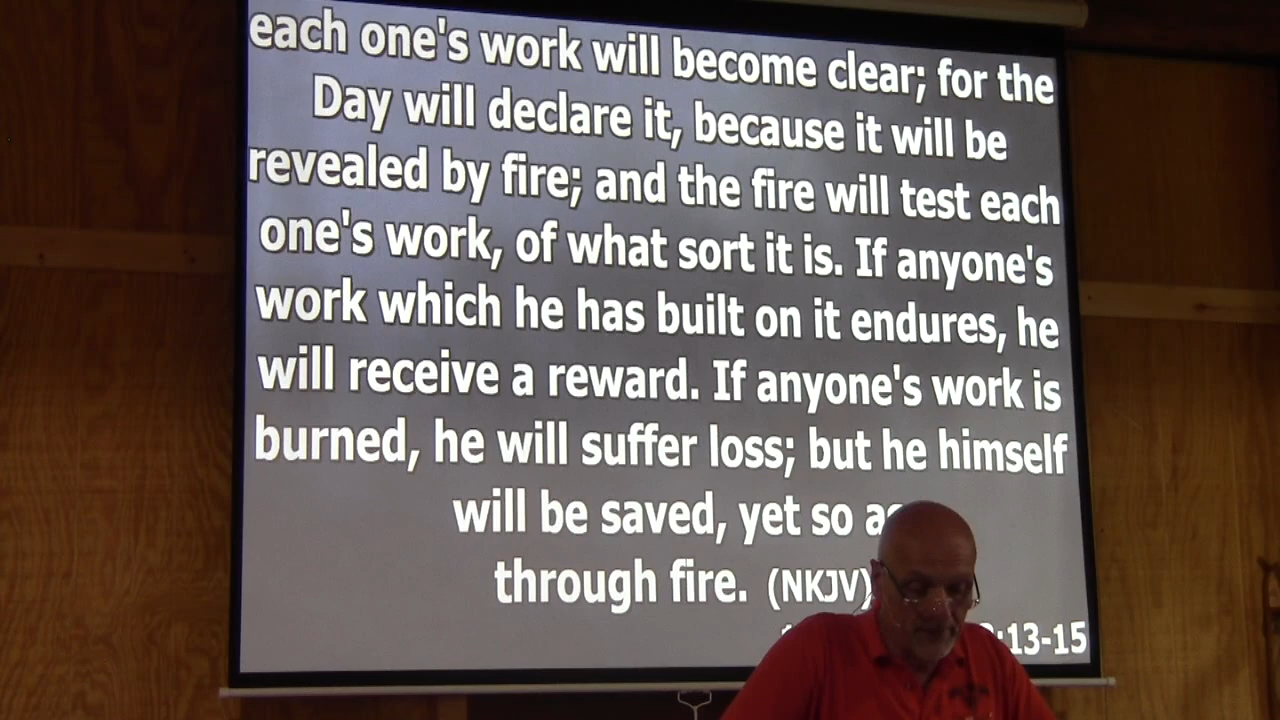 each one's work will become clear; for the
Day will declare it, because it will be
revealed by fire; and the fire will test each
one's work, of what sort it is. If anyone's
work which he has built on it endures, he
will receive a reward. If anyone's work is
burned, he will suffer loss; but he himself
will be saved, yet so as
through fire. (NKJV)
:13-15